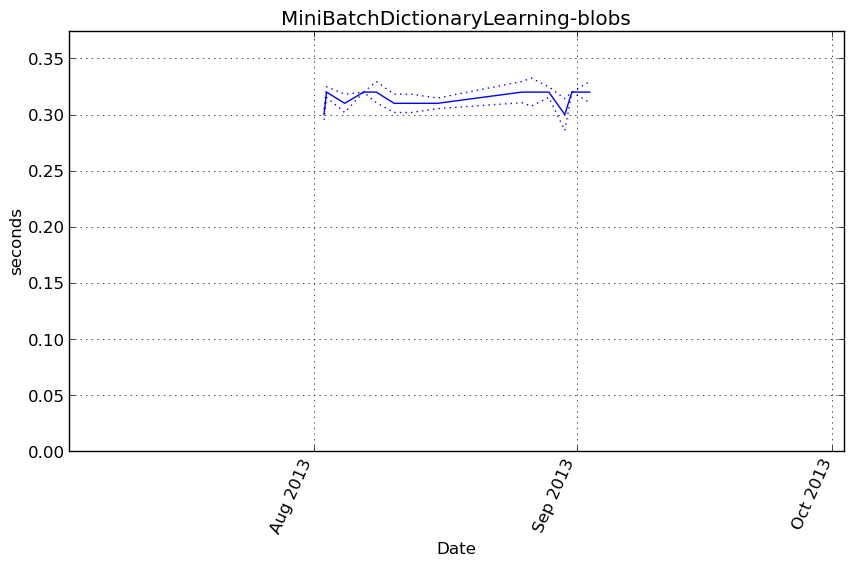 MiniBatchDictionaryLearning-blobs
0.35
0.30
0.25
0.20
0.15
0.10
0.05
0.00
seconds
Aug 2013
Sep 2013
Oct 2013
Date